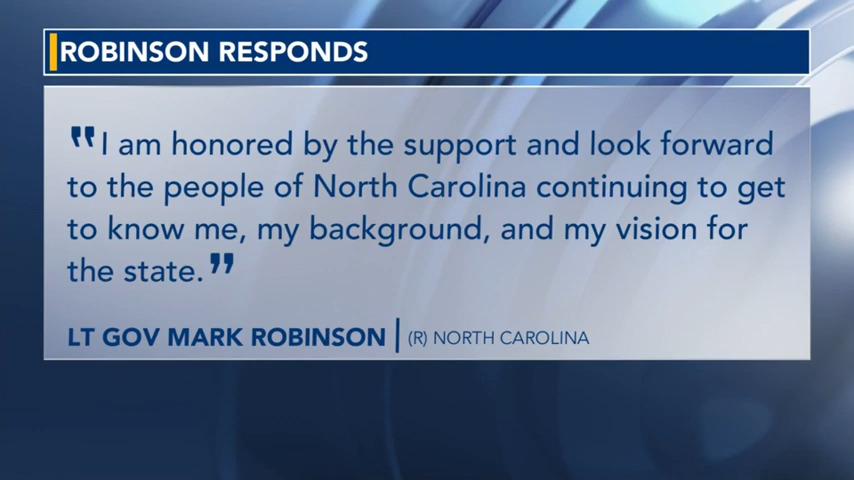 ROBINSON RESPONDS
"I am honored by the support and look forward
to the people of North Carolina continuing to get
to know me, my background, and my vision for
the state."
LT GOV MARK ROBINSON | (R) NORTH CAROLINA